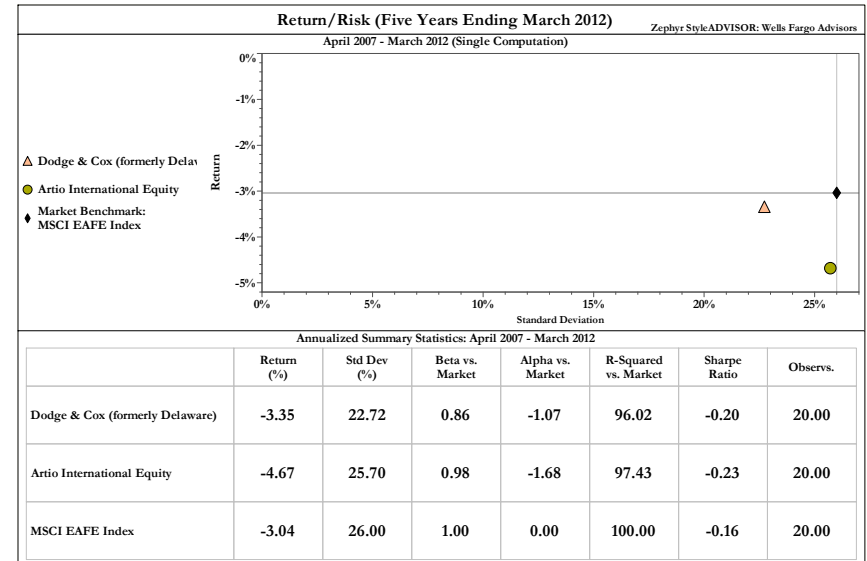 Return/Risk (Five Years Ending March 2012)
Zephyr StyleADVISOR: Wells Fargo Advisors
April 2007 - March 2012 (Single Computation)
0%
-1%
-2%
-3%
-4%
-5%
Return
Dodge & Cox (formerly Delaw
Artio International Equity
Market Benchmark:
MSCI EAFE Index
0% 5% 10% 15% 20% 25%
Standard Deviation
Annualized Summary Statistics: April 2007 - March 2012
Return (%) Std Dev (%) Beta vs. Market Alpha vs. Market R-Squared vs. Market Sharpe Ratio Observs.
Dodge & Cox (formerly Delaware) -3.35 22.72 0.86 -1.07 96.02 -0.20 20.00
Artio International Equity -4.67 25.70 0.98 -1.68 97.43 -0.23 20.00
MSCI EAFE Index -3.04 26.00 1.00 0.00 100.00 -0.16 20.00